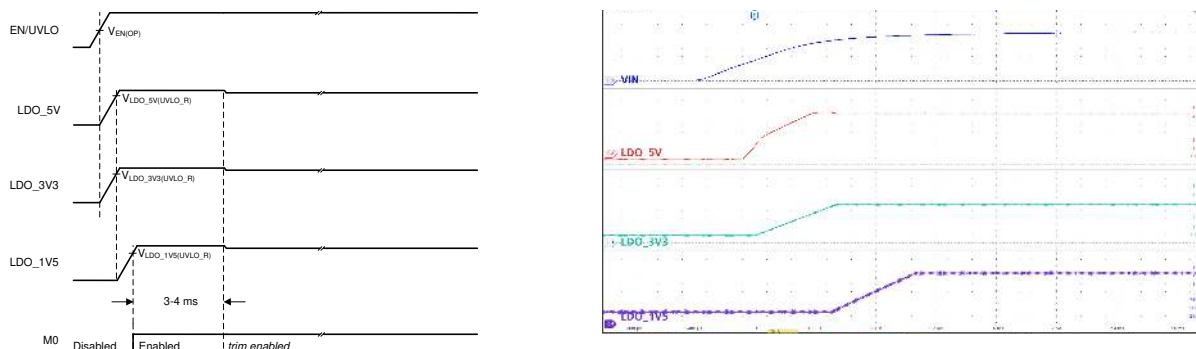 EN/UVLO
VEN(OP)
LDO_5V
VLDO_5V(UVLO_R)
LDO_3V3
VLDO_3V3(UVLO_R)
LDO_1V5
VLDO_1V5(UVLO_R)
3-4 ms
M0
Disabled
Enabled
trim enabled
VIN
LDO_5V
LDO_3V3
LDO_1V5